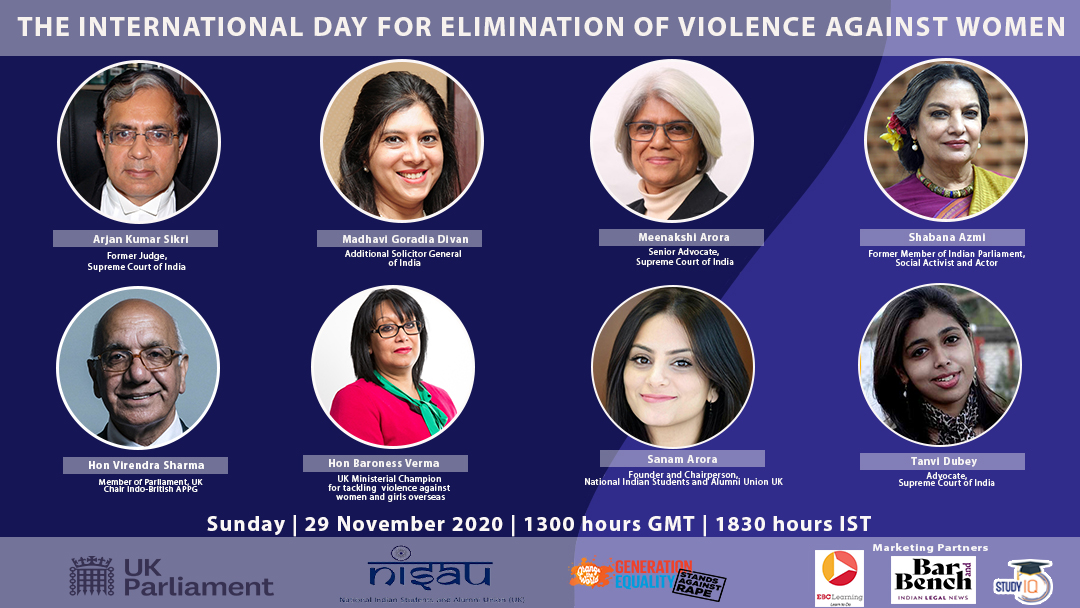 THE INTERNATIONAL DAY FOR ELIMINATION OF VIOLENCE AGAINST WOMEN
Arjan Kumar Sikri
Former Judge,
Supreme Court of India
Madhavi Goradia Divan
Additional Solicitor General
of India
Meenakshi Arora
Senior Advocate,
Supreme Court of India
Shabana Azmi
Former Member of Indian Parliament,
Social Activist and Actor
Hon Virendra Sharma
Member of Parliament, UK
Chair Indo-British APPG
Hon Baroness Verma
UK Ministerial Champion
for tackling violence against
women and girls overseas
Sanam Arora
Founder and Chairperson,
National Indian Students and Alumni Union UK
Tanvi Dubey
Advocate,
Supreme Court of India
Sunday | 29 November 2020 | 1300 hours GMT | 1830 hours IST
UK
Parliament
nisau
National Indian Students and Alumni Union (UK)
Change
the
World
GENERATION
EQUALITY
STANDS
AGAINST
RAPE
Marketing Partners
EBC Learning
Learn to Do
Bar and
Bench
INDIAN LEGAL NEWS
STUDY IQ